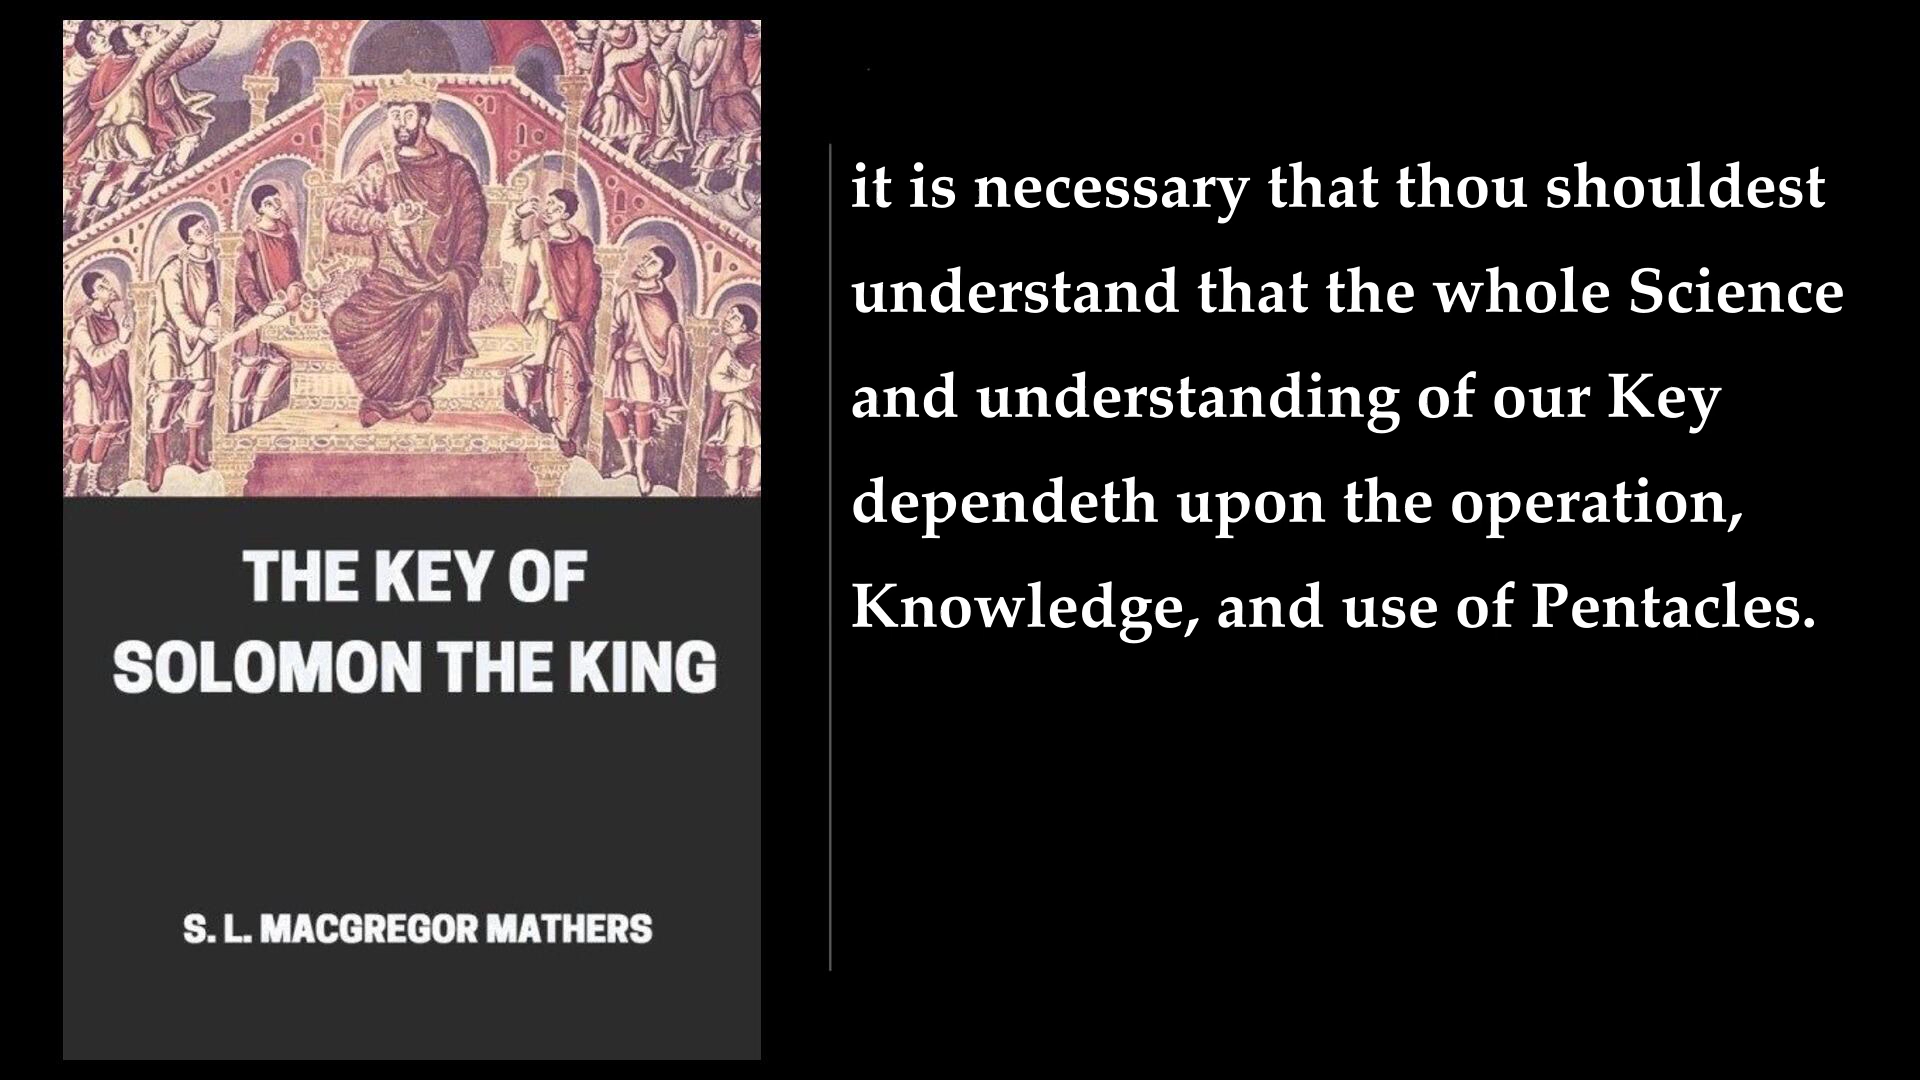 THE KEY OF
SOLOMON THE KING
S. L. MACGREGOR MATHERS
it is necessary that thou shouldest
understand that the whole Science
and understanding of our Key
dependeth upon the operation,
Knowledge, and use of Pentacles.